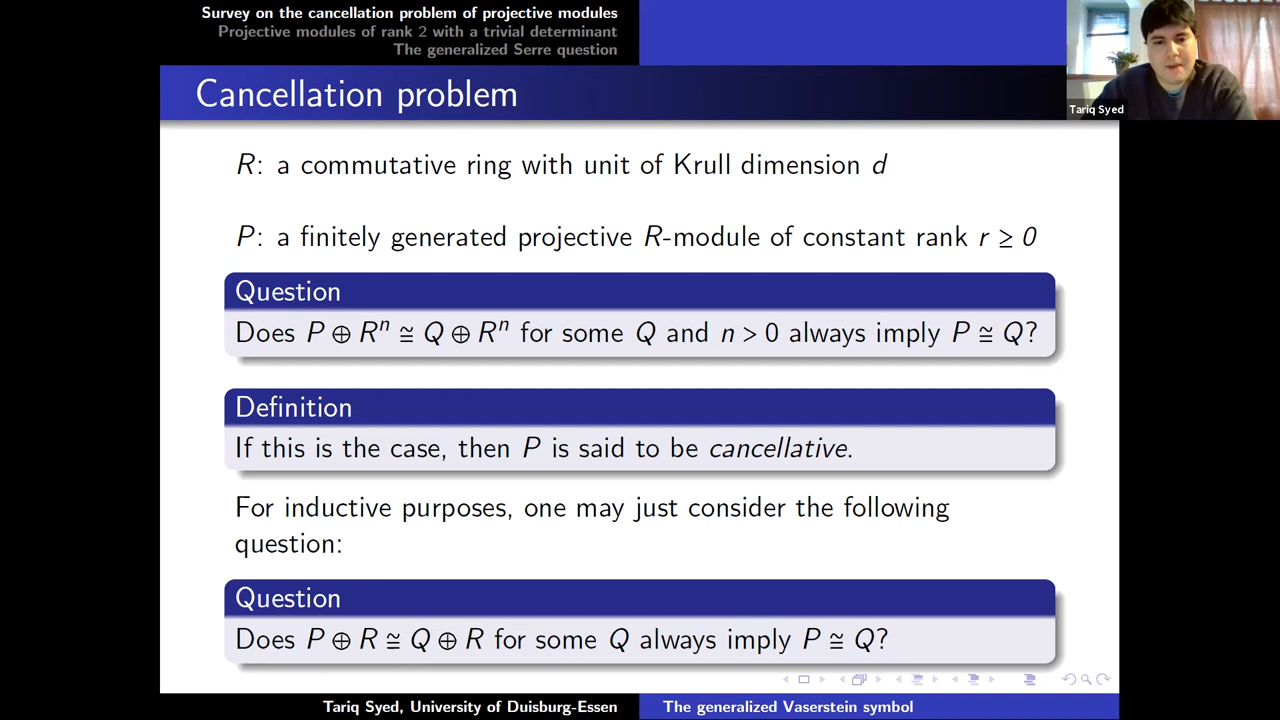 Survey on the cancellation problem of projective modules
Projective modules of rank 2 with a trivial determinant
The generalized Serre question
Tariq Syed
Cancellation problem
R: a commutative ring with unit of Krull dimension d
P: a finitely generated projective R-module of constant rank r ≥ 0
Question
Does P ⊕ Rⁿ ≅ Q ⊕ Rⁿ for some Q and n > 0 always imply P ≅ Q?
Definition
If this is the case, then P is said to be cancellative.
For inductive purposes, one may just consider the following
question:
Question
Does P ⊕ R ≅ Q ⊕ R for some Q always imply P ≅ Q?
Tariq Syed, University of Duisburg-Essen
The generalized Vaserstein symbol